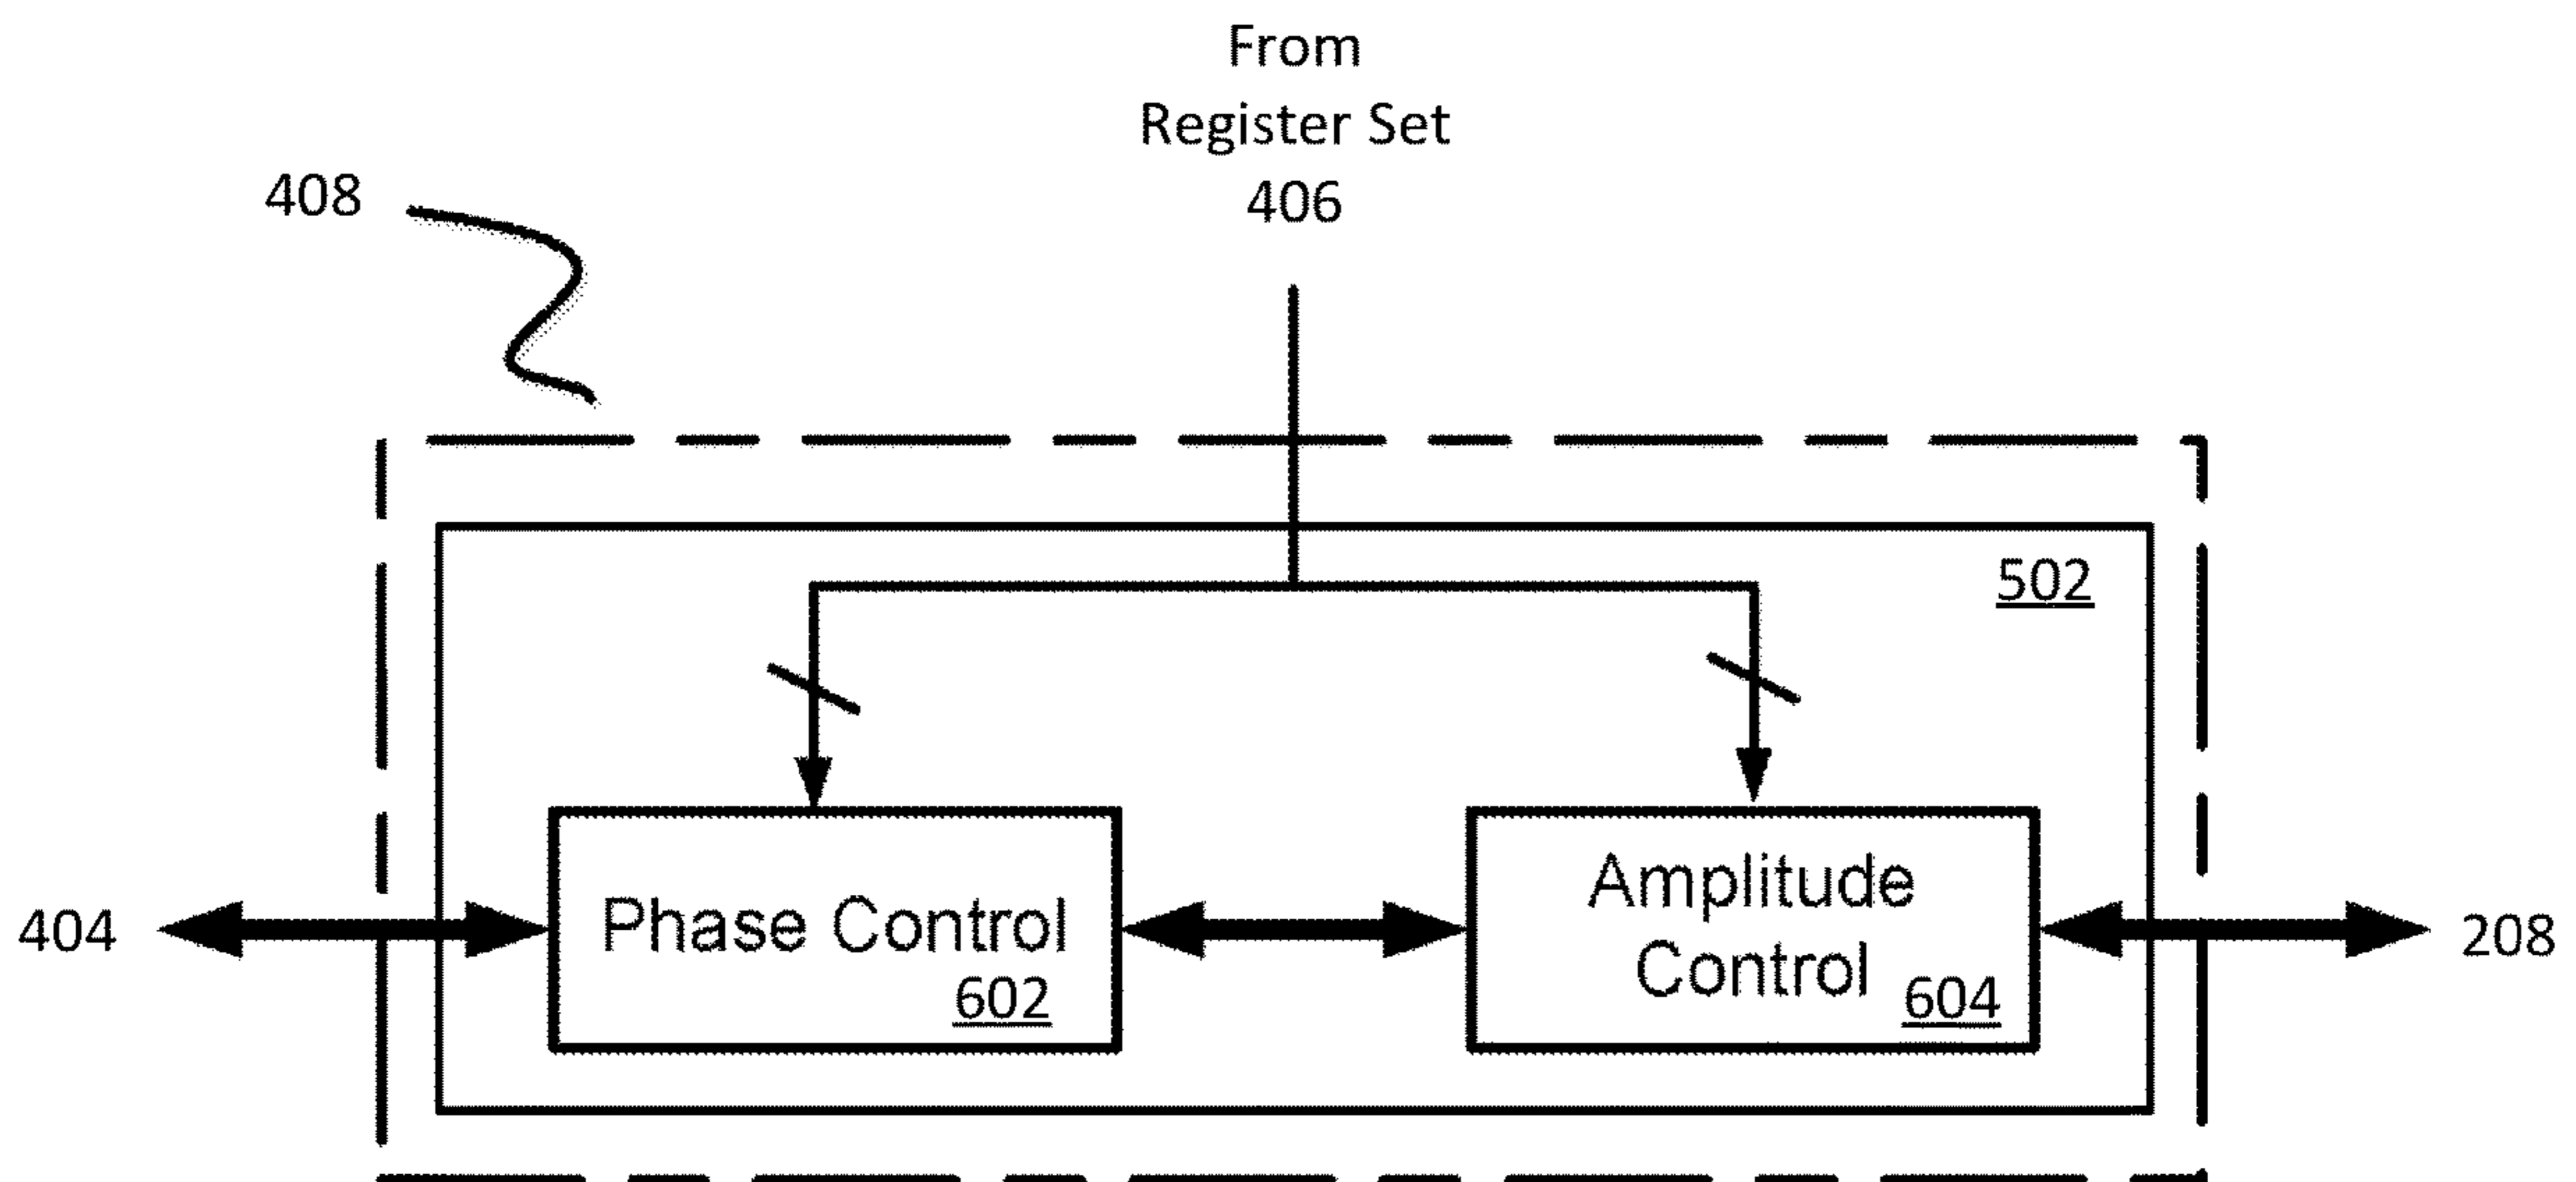 From
Register Set
406
408
502
404
Phase Control
602
Amplitude
Control
604
208